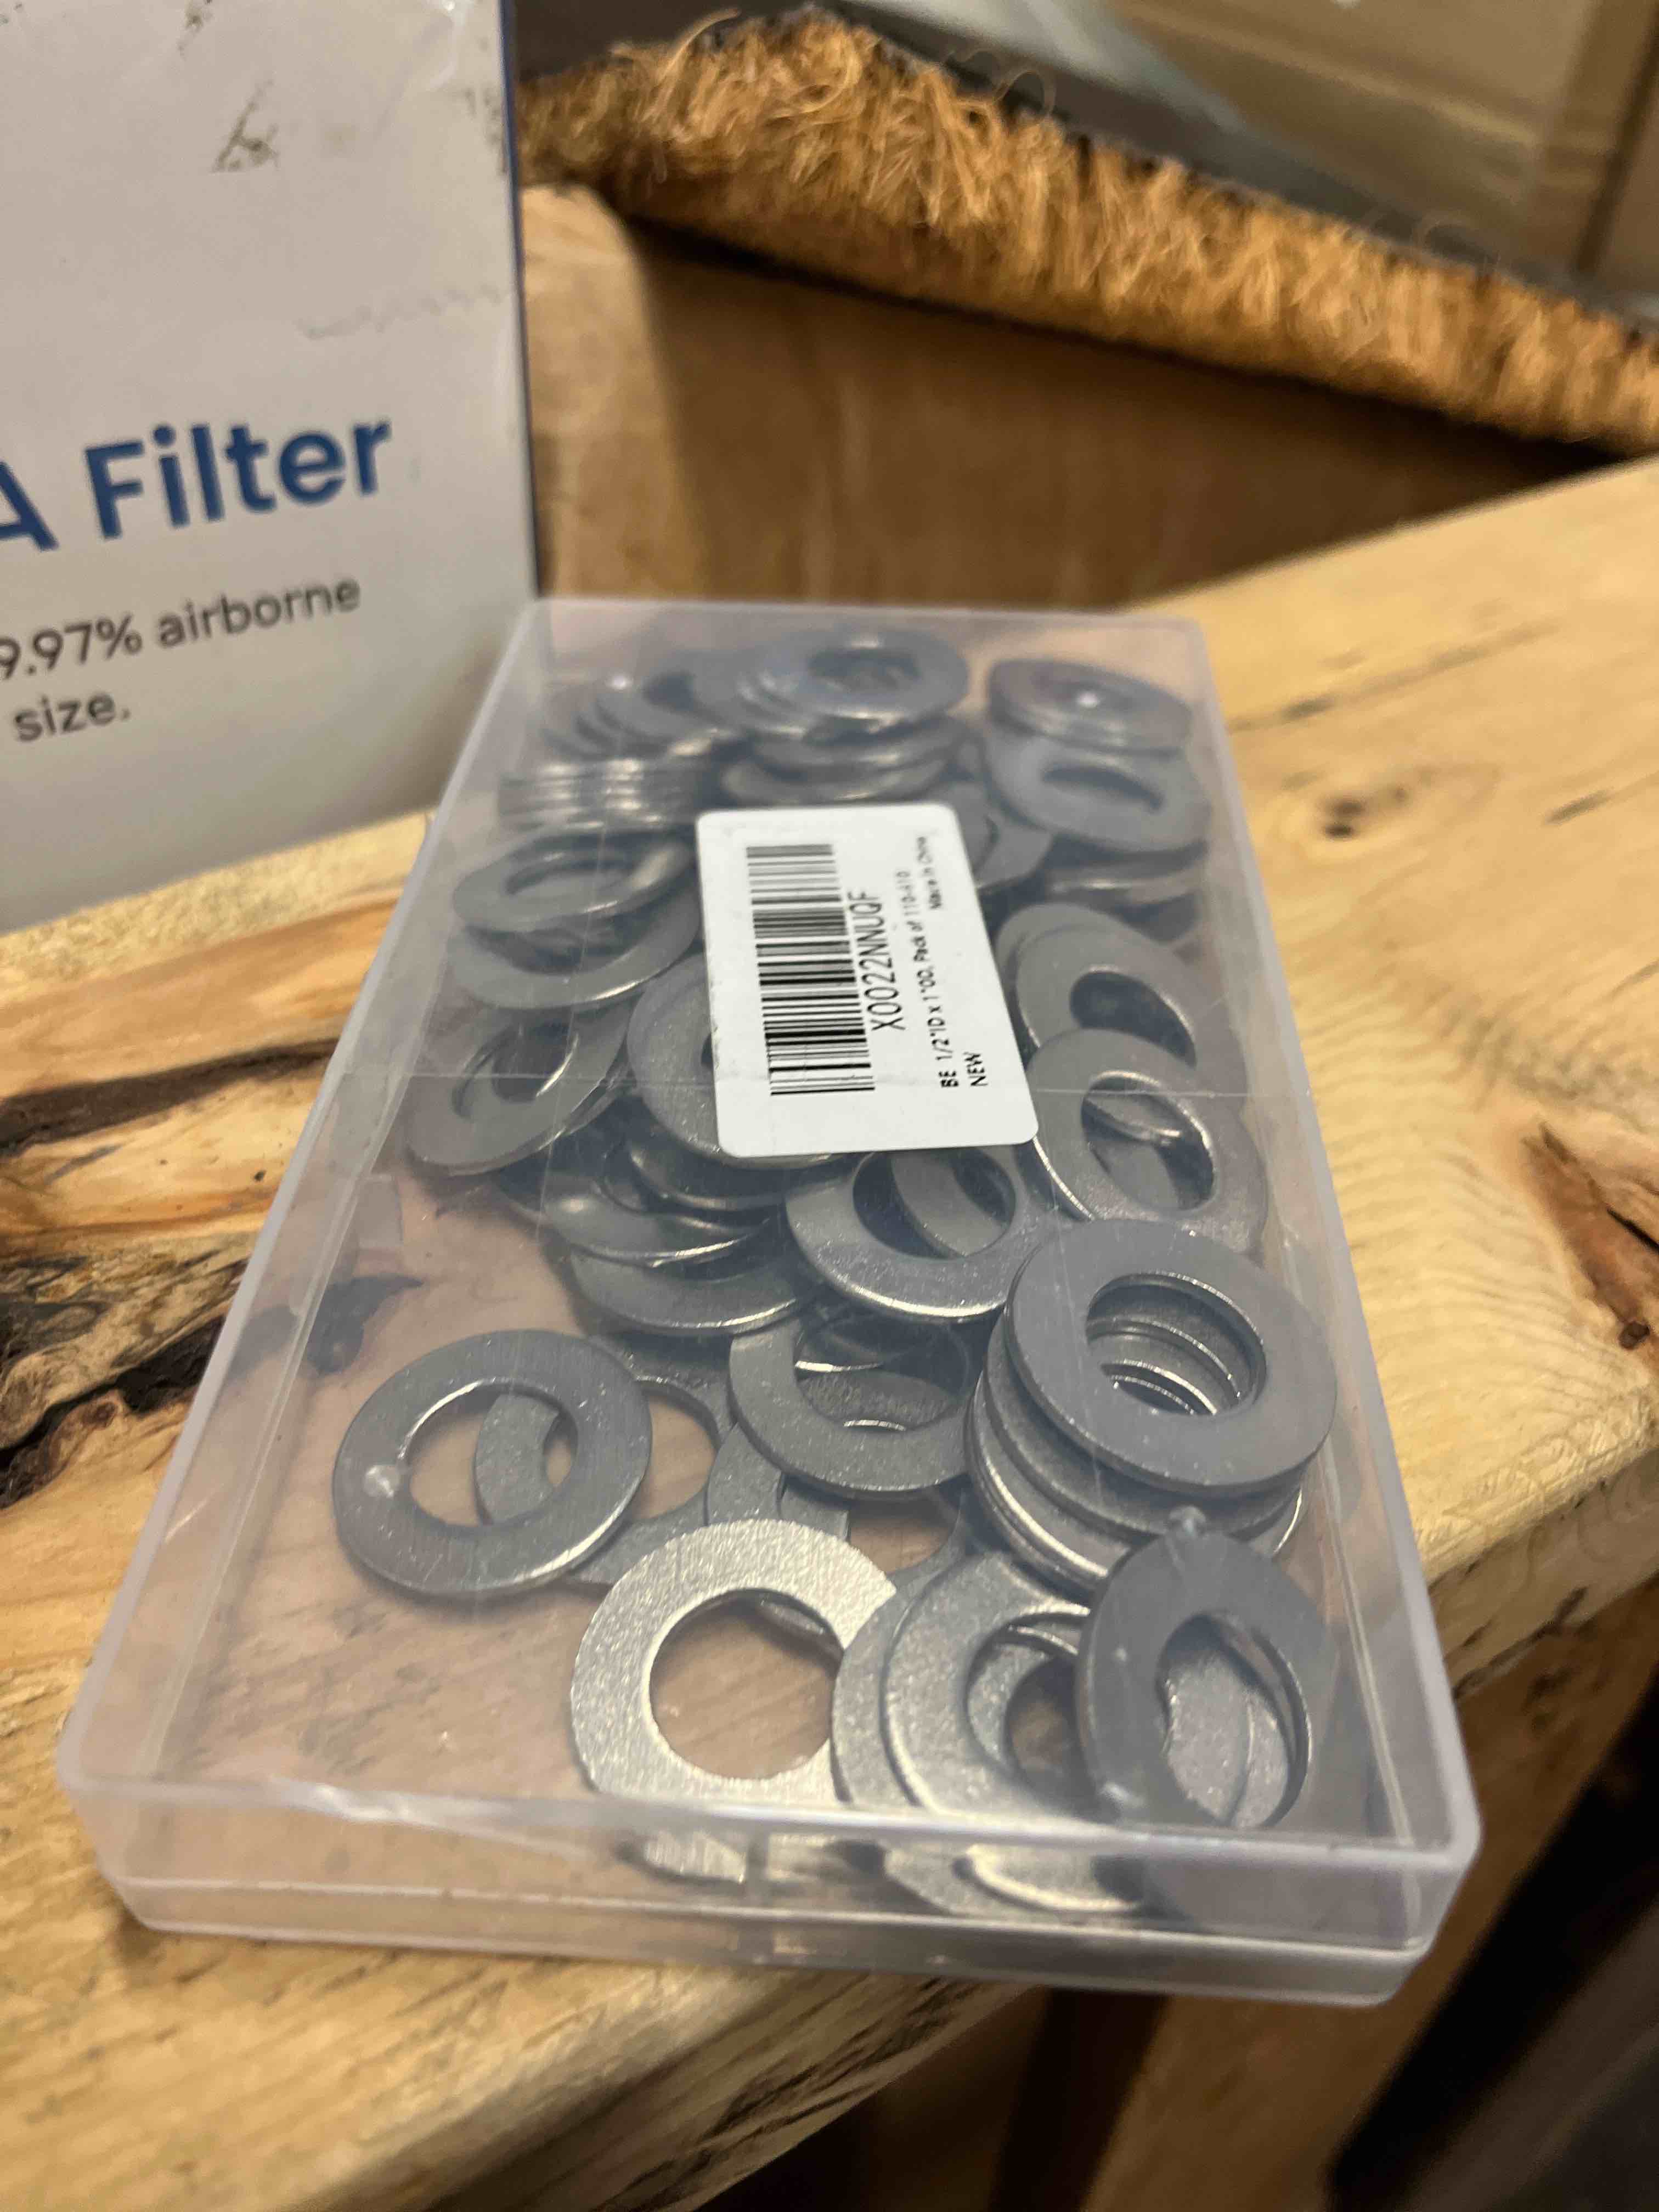 A Filter
9.97% airborne
size.
X0022NNUQF
BE 1/2"ID x 1"OD, Pack of 110-410
NEW
Made In China